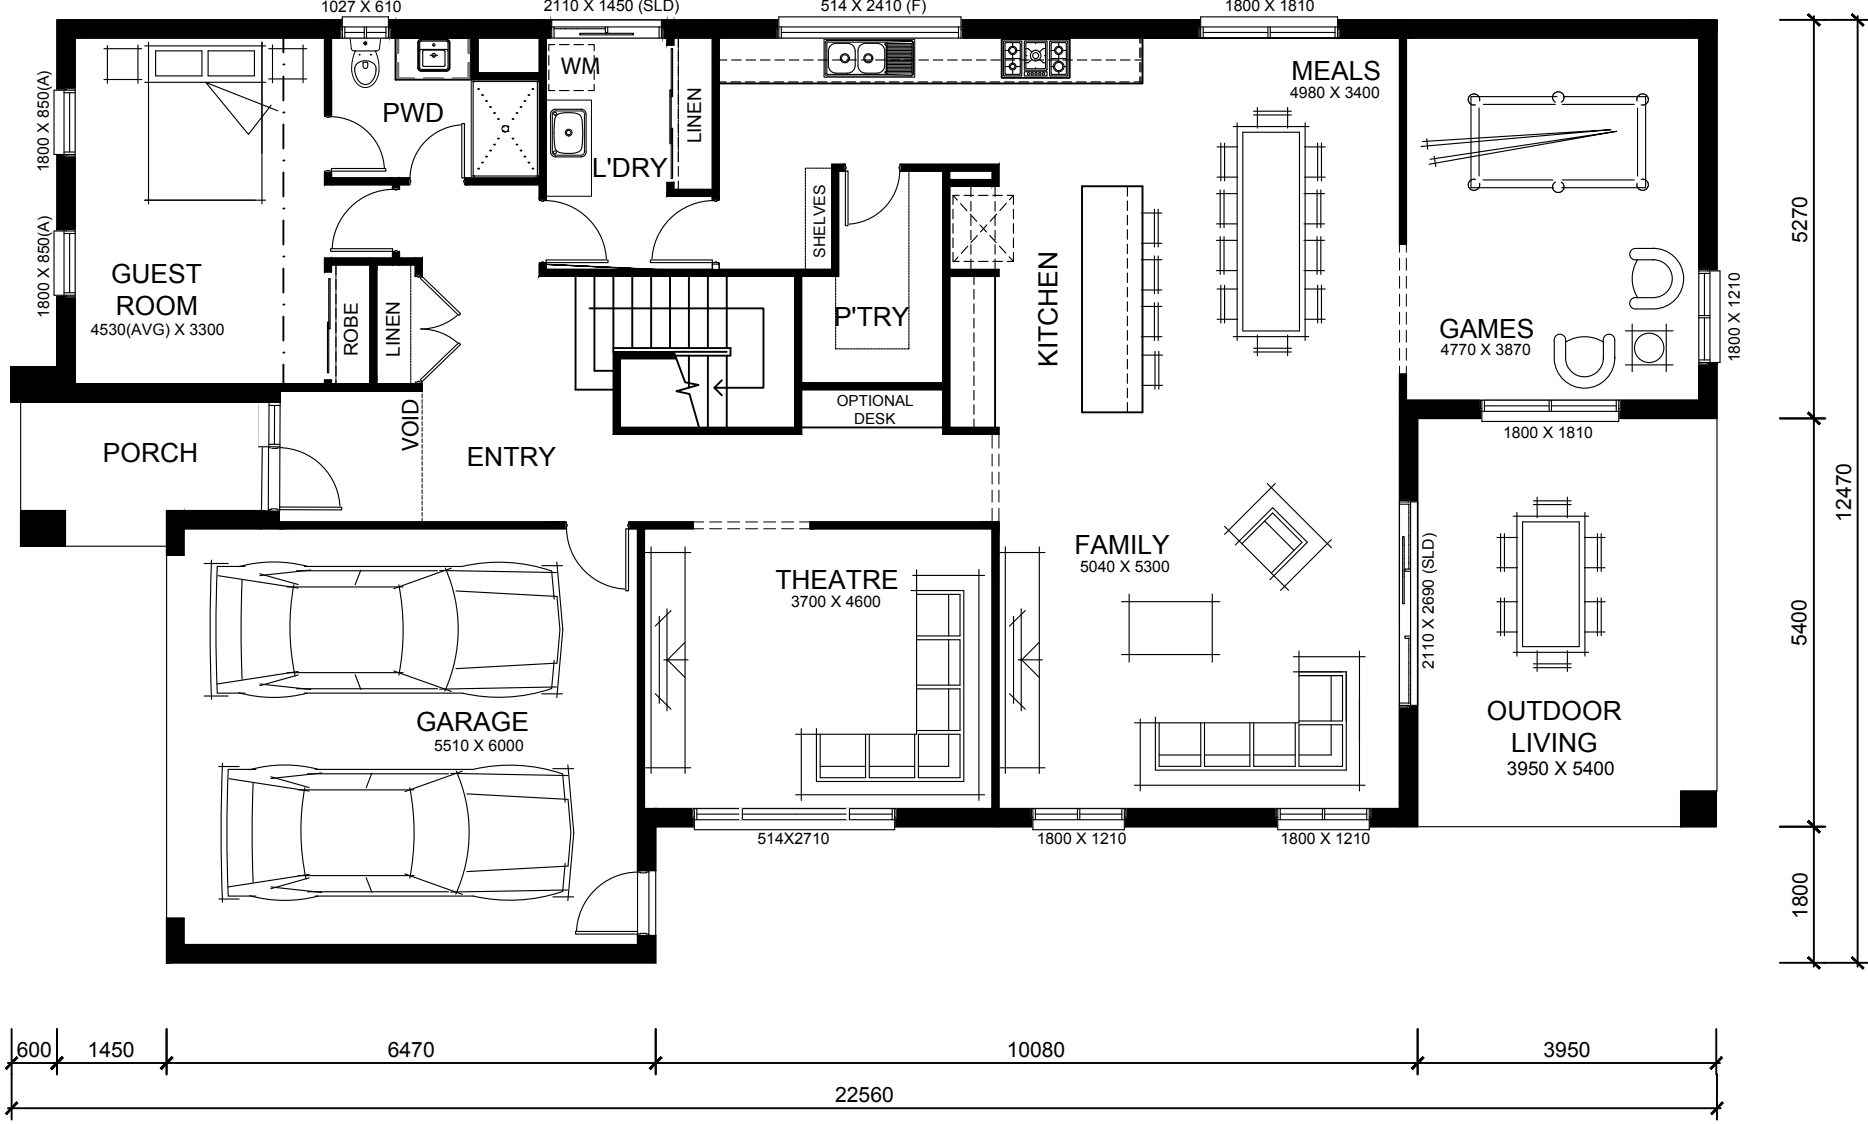 1027 X 610
2110 X 1450 (SLD)
514 X 2410 (F)
1800 X 1810
1800 X 850(A)
1800 X 850(A)
PWD
WM
L'DRY
LINEN
MEALS
4980 X 3400
GUEST
ROOM
4530(AVG) X 3300
ROBE
LINEN
SHELVES
P'TRY
OPTIONAL
DESK
KITCHEN
GAMES
4770 X 3870
1800 X 1210
1800 X 1810
PORCH
VOID
ENTRY
GARAGE
5510 X 6000
THEATRE
3700 X 4600
514X2710
FAMILY
5040 X 5300
2110 X 2690 (SLD)
1800 X 1210
1800 X 1210
OUTDOOR
LIVING
3950 X 5400
5270
5400
1800
12470
600
1450
6470
10080
3950
22560